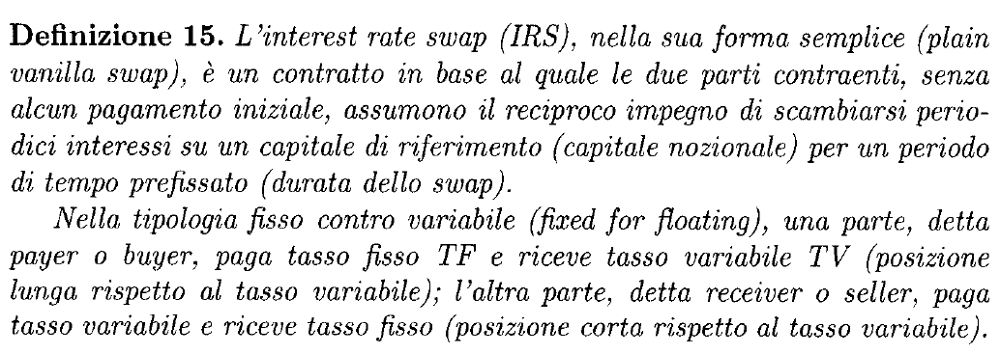 Definizione 15. L'interest rate swap (IRS), nella sua forma semplice (plain
vanilla swap), è un contratto in base al quale le due parti contraenti, senza
alcun pagamento iniziale, assumono il reciproco impegno di scambiarsi perio-
dici interessi su un capitale di riferimento (capitale nozionale) per un periodo
di tempo prefissato (durata dello swap).
Nella tipologia fisso contro variabile (fixed for floating), una parte, detta
payer o buyer, paga tasso fisso TF e riceve tasso variabile TV (posizione
lunga rispetto al tasso variabile); l'altra parte, detta receiver o seller, paga
tasso variabile e riceve tasso fisso (posizione corta rispetto al tasso variabile).